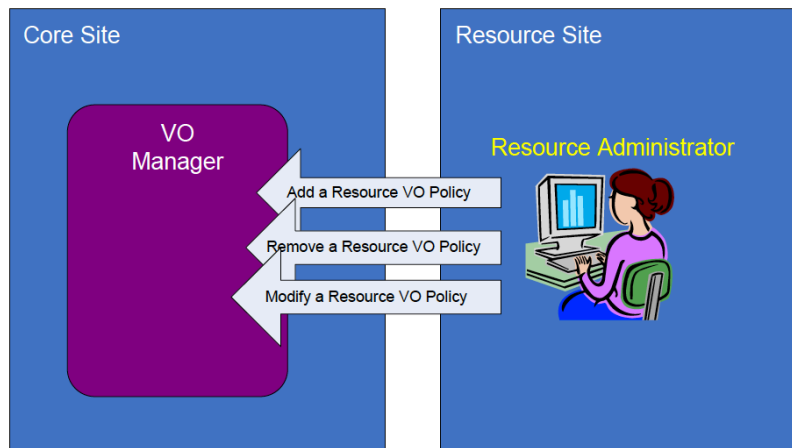 Core Site
Resource Site
VO
Manager
Resource Administrator
Add a Resource VO Policy
Remove a Resource VO Policy
Modify a Resource VO Policy